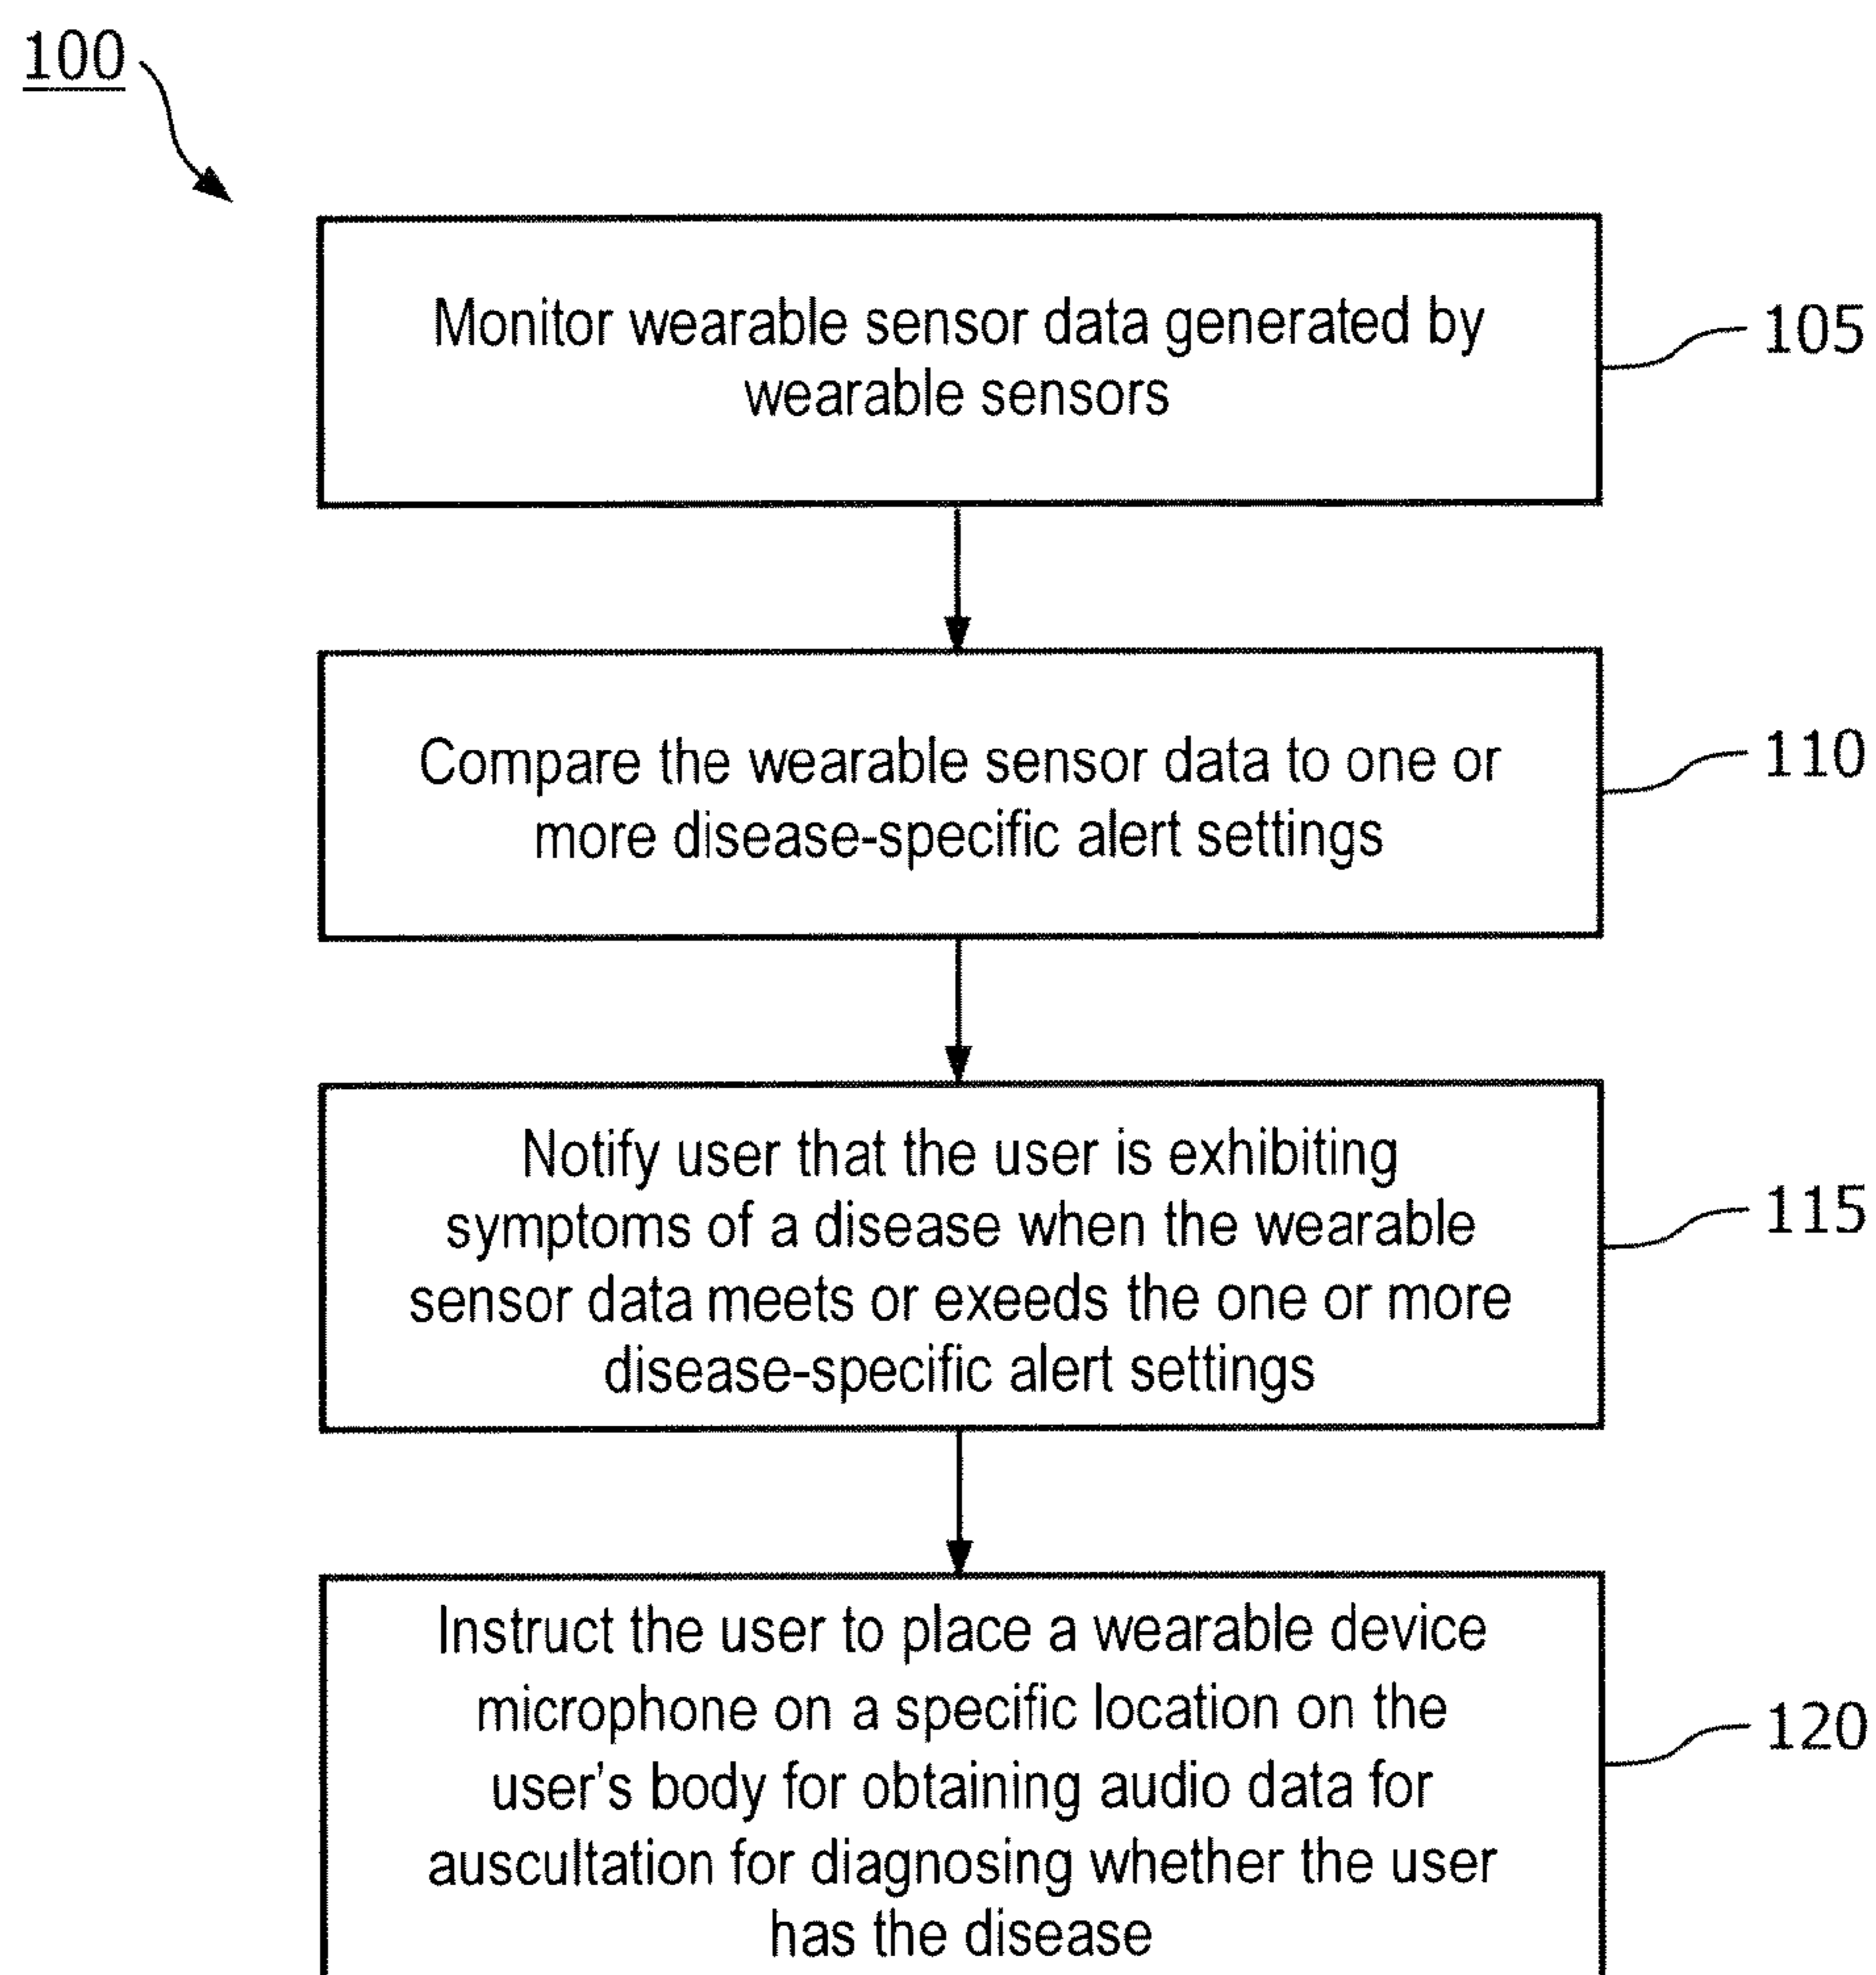 100
Monitor wearable sensor data generated by
wearable sensors
105
Compare the wearable sensor data to one or
more disease-specific alert settings
110
Notify user that the user is exhibiting
symptoms of a disease when the wearable
sensor data meets or exeeds the one or more
disease-specific alert settings
115
Instruct the user to place a wearable device
microphone on a specific location on the
user's body for obtaining audio data for
auscultation for diagnosing whether the user
has the disease
120